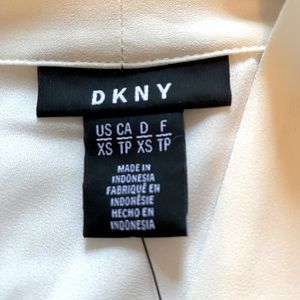 DKNY
US CA D F
XS TP XS TP
MADE IN
INDONESIA
FABRIQUÉ EN
INDONÉSIE
HECHO EN
INDONESIA